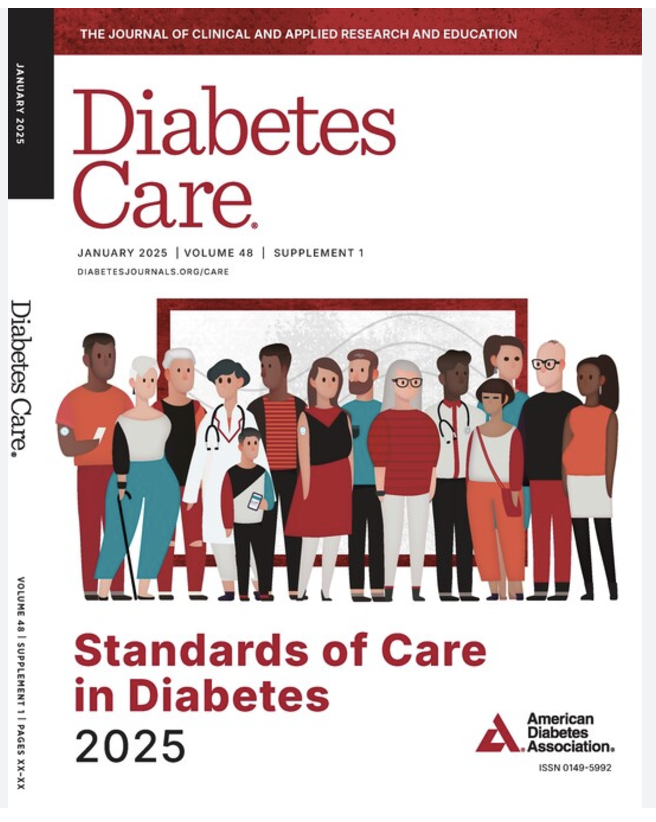 THE JOURNAL OF CLINICAL AND APPLIED RESEARCH AND EDUCATION
JANUARY 2025
Diabetes
Care®
JANUARY 2025 | VOLUME 48 | SUPPLEMENT 1
DIABETESJOURNALS.ORG/CARE
Diabetes Care®
VOLUME 48 | SUPPLEMENT 1 | PAGES XX–XX
Standards of Care
in Diabetes
2025
American
Diabetes
Association®
ISSN 0149-5992